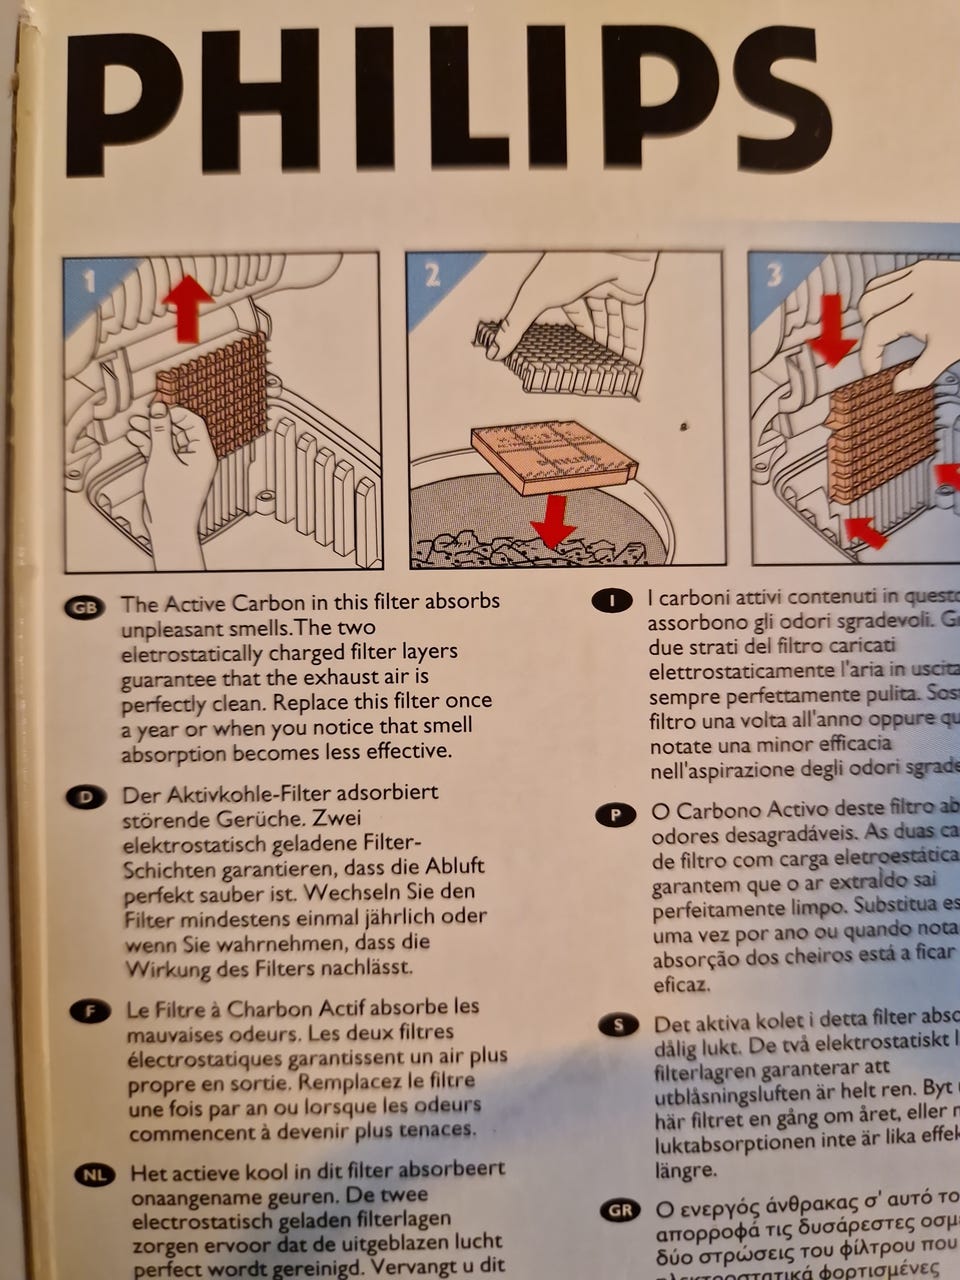 PHILIPS
1
2
3
GB
The Active Carbon in this filter absorbs
unpleasant smells.The two
eletrostatically charged filter layers
guarantee that the exhaust air is
perfectly clean. Replace this filter once
a year or when you notice that smell
absorption becomes less effective.
D
Der Aktivkohle-Filter adsorbiert
störende Gerüche. Zwei
elektrostatisch geladene Filter-
Schichten garantieren, dass die Abluft
perfekt sauber ist. Wechseln Sie den
Filter mindestens einmal jährlich oder
wenn Sie wahrnehmen, dass die
Wirkung des Filters nachlässt.
F
Le Filtre à Charbon Actif absorbe les
mauvaises odeurs. Les deux filtres
électrostatiques garantissent un air plus
propre en sortie. Remplacez le filtre
une fois par an ou lorsque les odeurs
commencent à devenir plus tenaces.
NL
Het actieve kool in dit filter absorbeert
onaangename geuren. De twee
electrostatisch geladen filterlagen
zorgen ervoor dat de uitgeblazen lucht
perfect wordt gereinigd. Vervangt u dit
I
I carboni attivi contenuti in questo
assorbono gli odori sgradevoli.
due strati del filtro caricati
elettrostaticamente l'aria in uscita
sempre perfettamente pulita.
filtro una volta all'anno oppure
notate una minor efficacia
nell'aspirazione degli odori
P
O Carbono Activo deste filtro
odores desagradáveis. As duas
de filtro com carga eletroestática
garantem que o ar extraldo sai
perfeitamente limpo. Substitua
uma vez por ano ou quando
absorção dos cheiros está a ficar
eficaz.
S
Det aktiva kolet i detta filter
dålig lukt. De två elektrostatiskt
filterlagren garanterar att
utblåsningsluften är helt ren. Byt
här filtret en gång om året, eller
luktabsorptionen inte är lika
längre.
GR
Ο ενεργός άνθρακας σ' αυτό
απορροφά τις δυσάρεστες
δύο στρώσεις του φίλτρου που
φορτισμένες